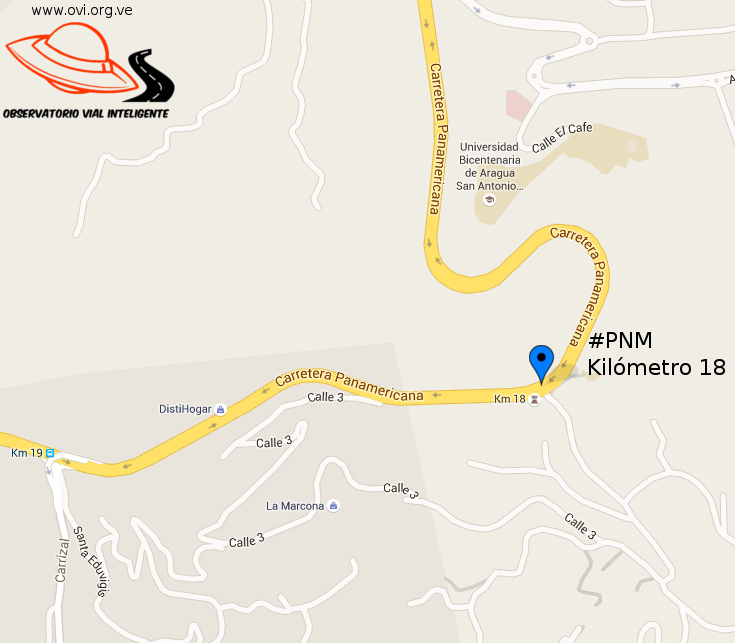 www.ovi.org.ve
OBSERVATORIO VIAL INTELIGENTE
Carretera Panamericana
Calle El Cafe
A
Universidad
Bicentenaria
de Aragua
San Antonio...
Carretera Panamericana
#PNM
Kilómetro 18
Carretera Panamericana
Km 18
Calle 3
DistiHogar
Calle 3
Km 19
Calle 3
La Marcona
Calle 3
Calle 3
Santa Eduvigis
Carrizal